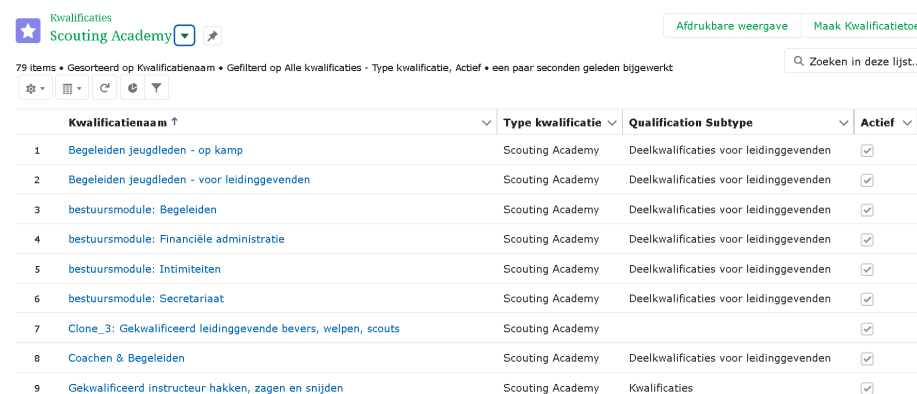 Kwalificaties
Scouting Academy
Afdrukbare weergave
Maak Kwalificatietoe
79 items • Gesorteerd op Kwalificatienaam • Gefilterd op Alle kwalificaties - Type kwalificatie, Actief • een paar seconden geleden bijgewerkt
Zoeken in deze lijst...
Kwalificatienaam ↑ Type kwalificatie Qualification Subtype Actief
1 Begeleiden jeugdleden - op kamp Scouting Academy Deelkwalificaties voor leidinggevenden
2 Begeleiden jeugdleden - voor leidinggevenden Scouting Academy Deelkwalificaties voor leidinggevenden
3 bestuursmodule: Begeleiden Scouting Academy Deelkwalificaties voor leidinggevenden
4 bestuursmodule: Financiële administratie Scouting Academy Deelkwalificaties voor leidinggevenden
5 bestuursmodule: Intimiteiten Scouting Academy Deelkwalificaties voor leidinggevenden
6 bestuursmodule: Secretariaat Scouting Academy Deelkwalificaties voor leidinggevenden
7 Clone_3: Gekwalificeerd leidinggevende bevers, welpen, scouts Scouting Academy
8 Coachen & Begeleiden Scouting Academy Deelkwalificaties voor leidinggevenden
9 Gekwalificeerd instructeur hakken, zagen en snijden Scouting Academy Kwalificaties